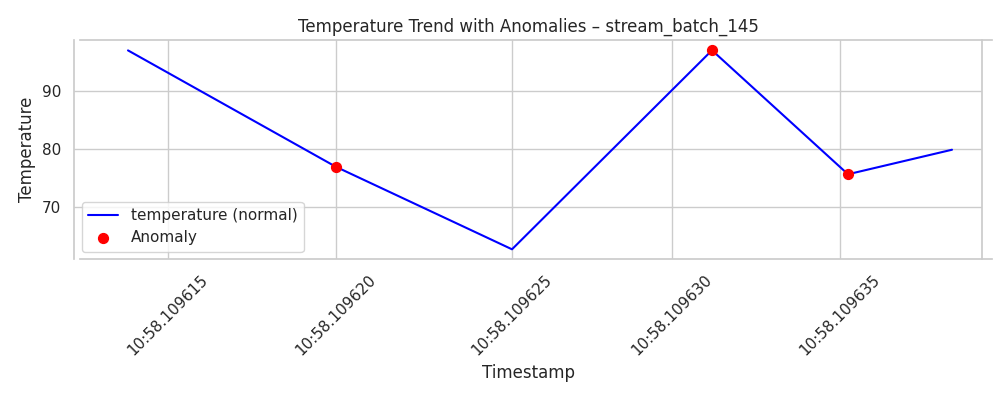 Temperature Trend with Anomalies – stream_batch_145
Temperature
90
80
70
temperature (normal)
Anomaly
10:58.109615
10:58.109620
10:58.109625
10:58.109630
10:58.109635
Timestamp